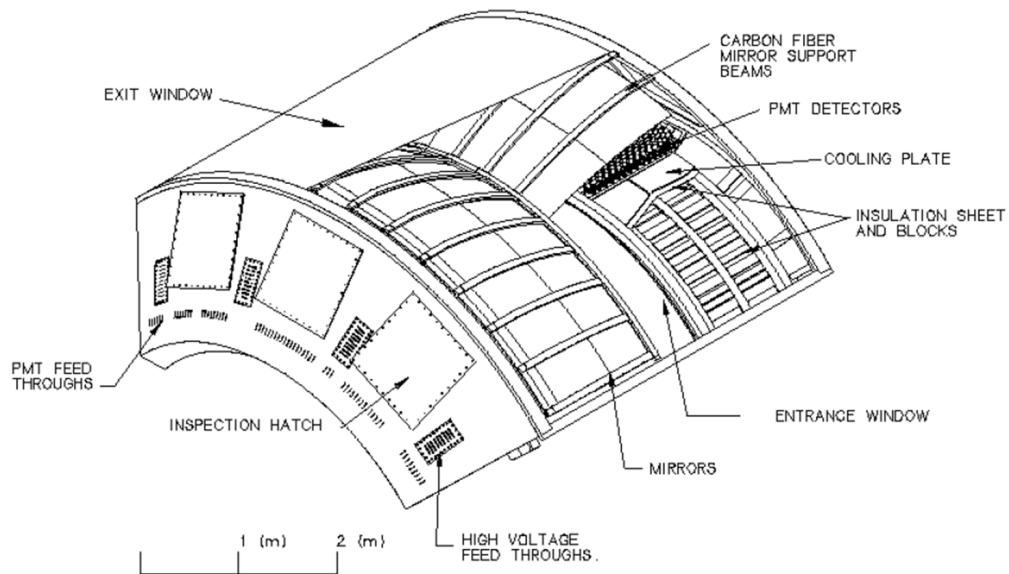 CARBON FIBER
MIRROR SUPPORT
BEAMS
EXIT WINDOW
PMT DETECTORS
COOLING PLATE
INSULATION SHEET
AND BLOCKS
PMT FEED
THROUGHS
INSPECTION HATCH
ENTRANCE WINDOW
MIRRORS
1 (m)
2 (m)
HIGH VOLTAGE
FEED THROUGHS.